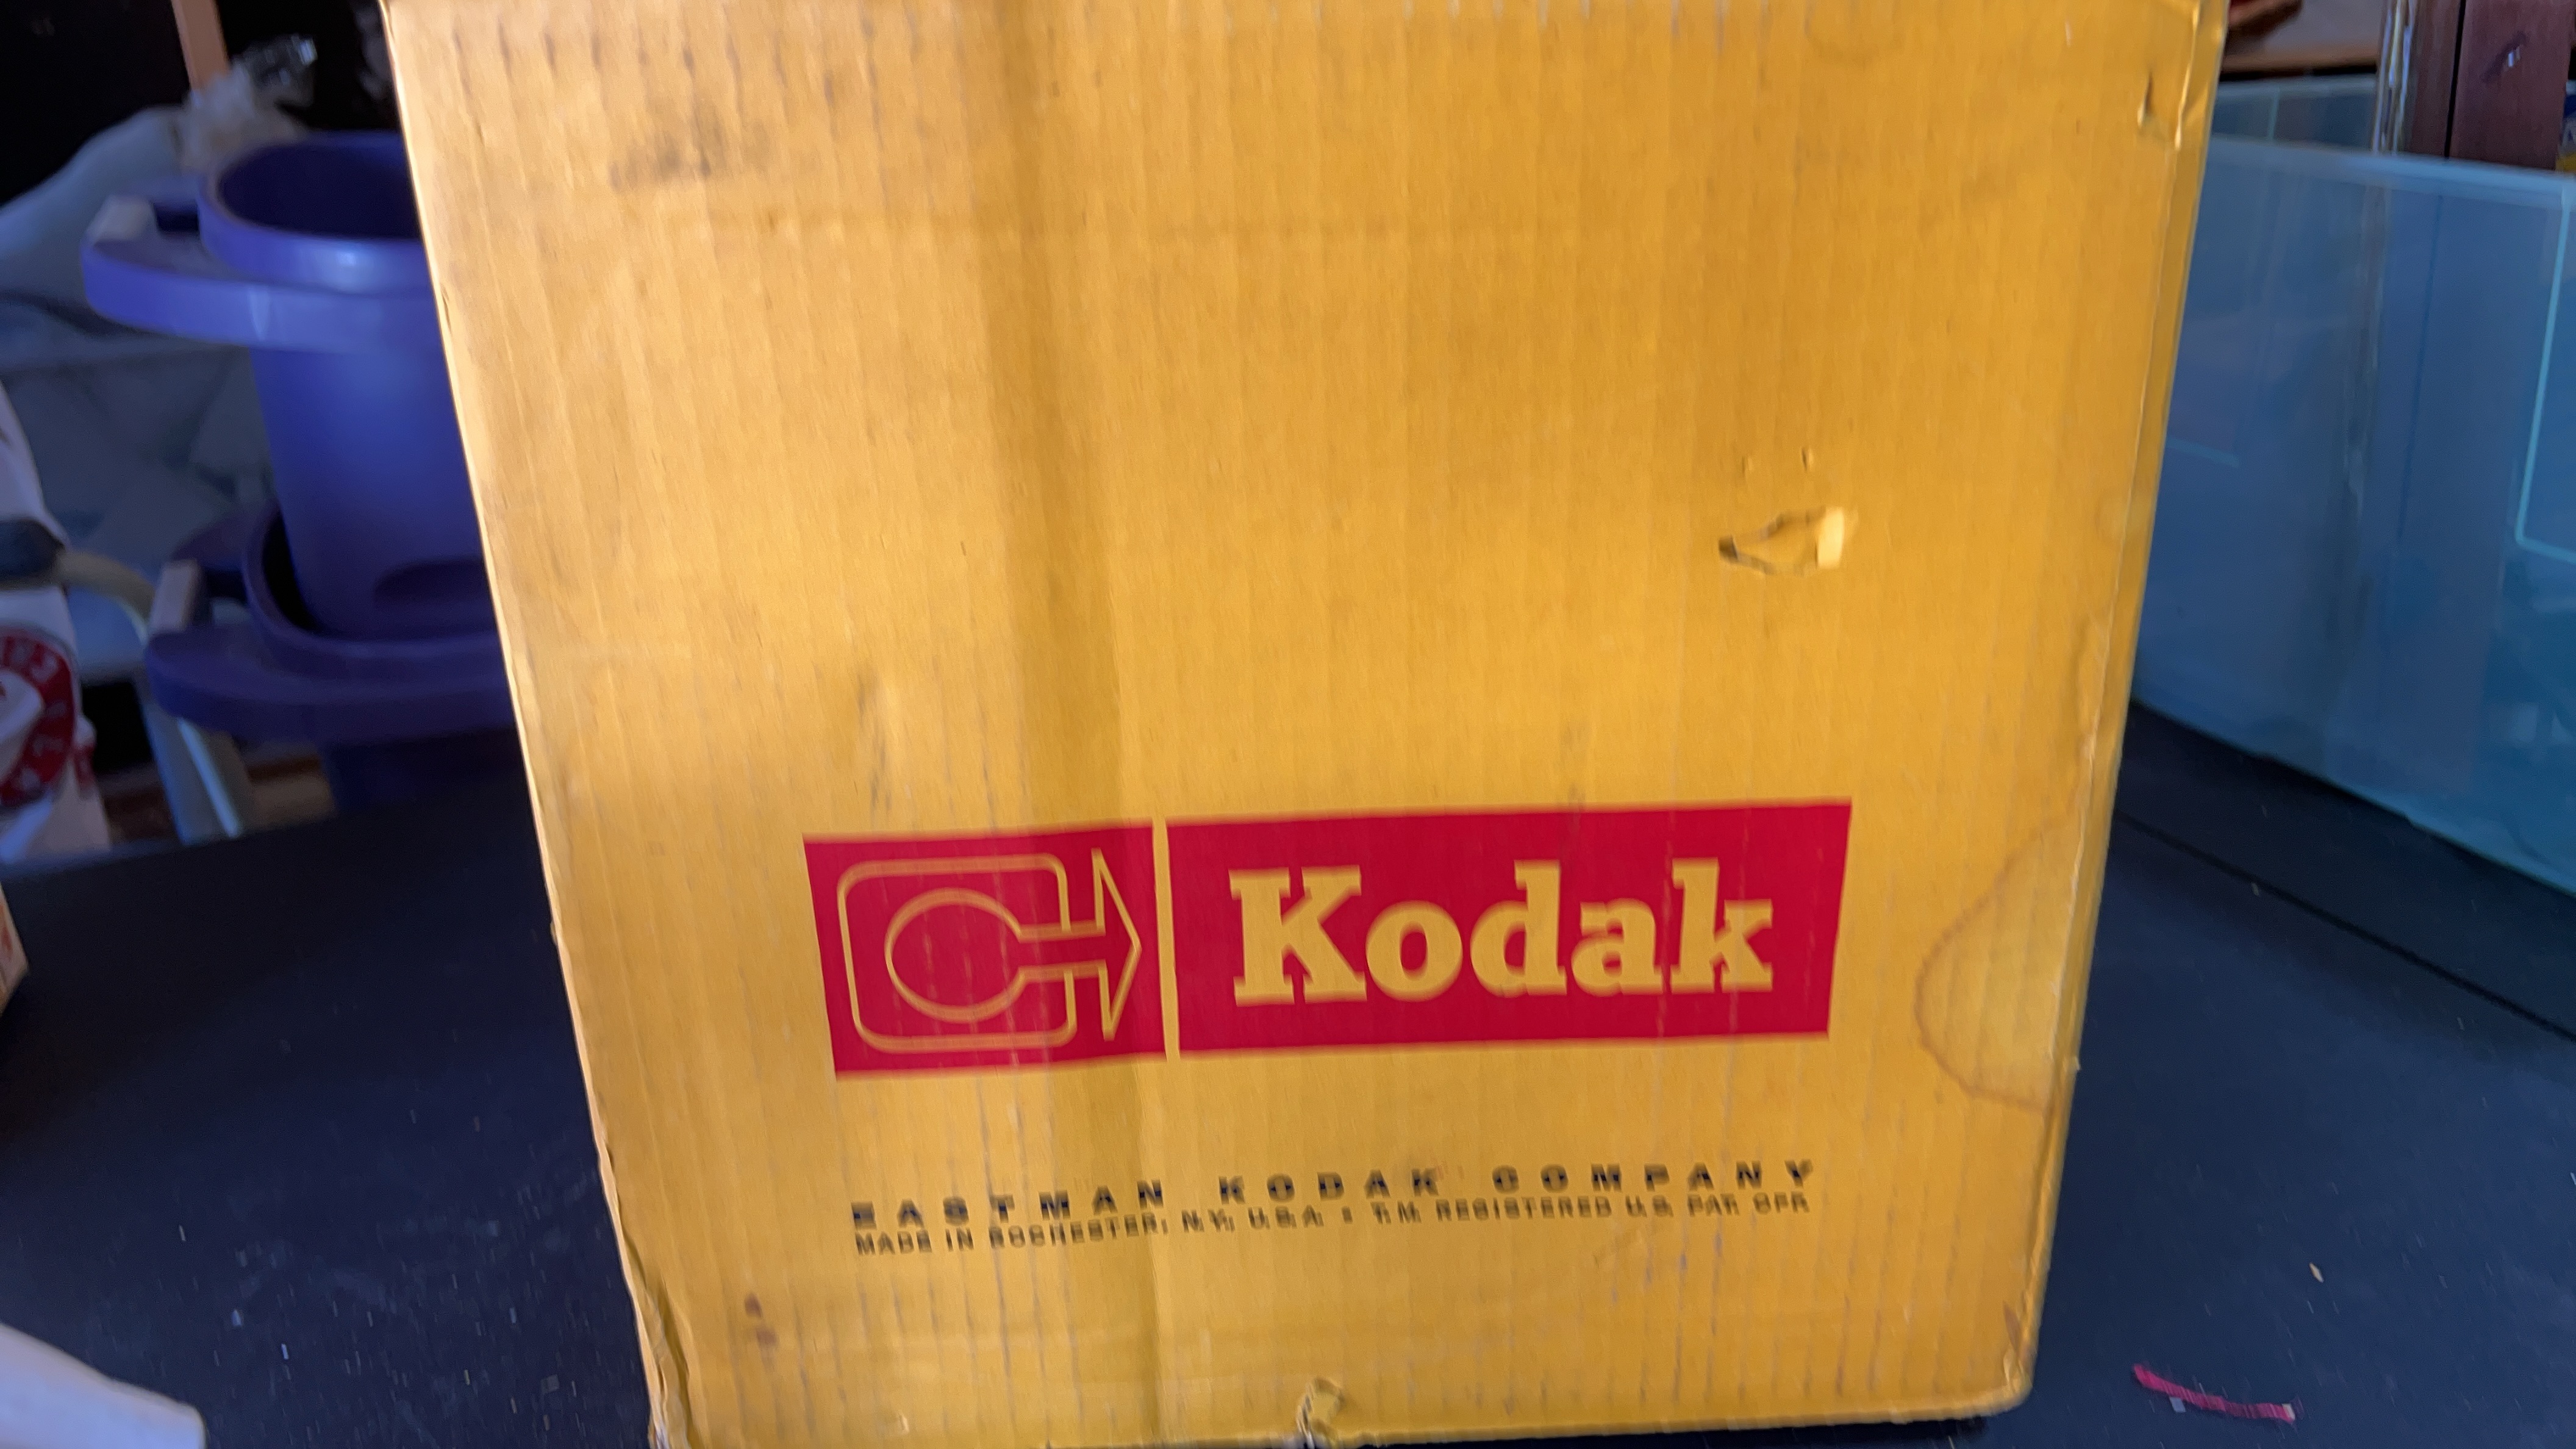 Kodak
EASTMAN KODAK COMPANY
MADE IN ROCHESTER, N.Y., U.S.A. • T.M. REGISTERED U.S. PAT. OFF.